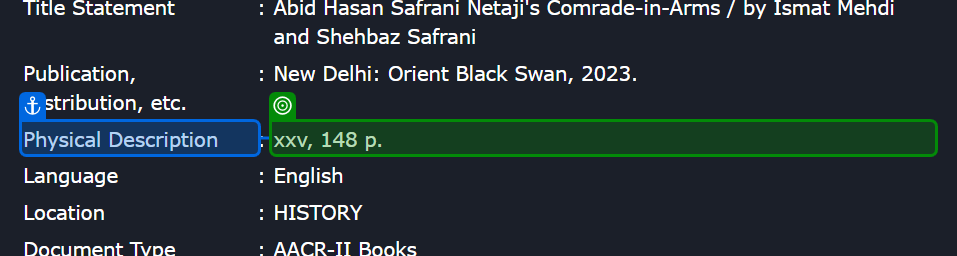 Title Statement : Abid Hasan Safrani Netaji's Comrade-in-Arms / by Ismat Mehdi
and Shehbaz Safrani
Publication, : New Delhi: Orient Black Swan, 2023.
istribution, etc.
Physical Description : xxv, 148 p.
Language : English
Location : HISTORY
Document Type : AACR-II Books